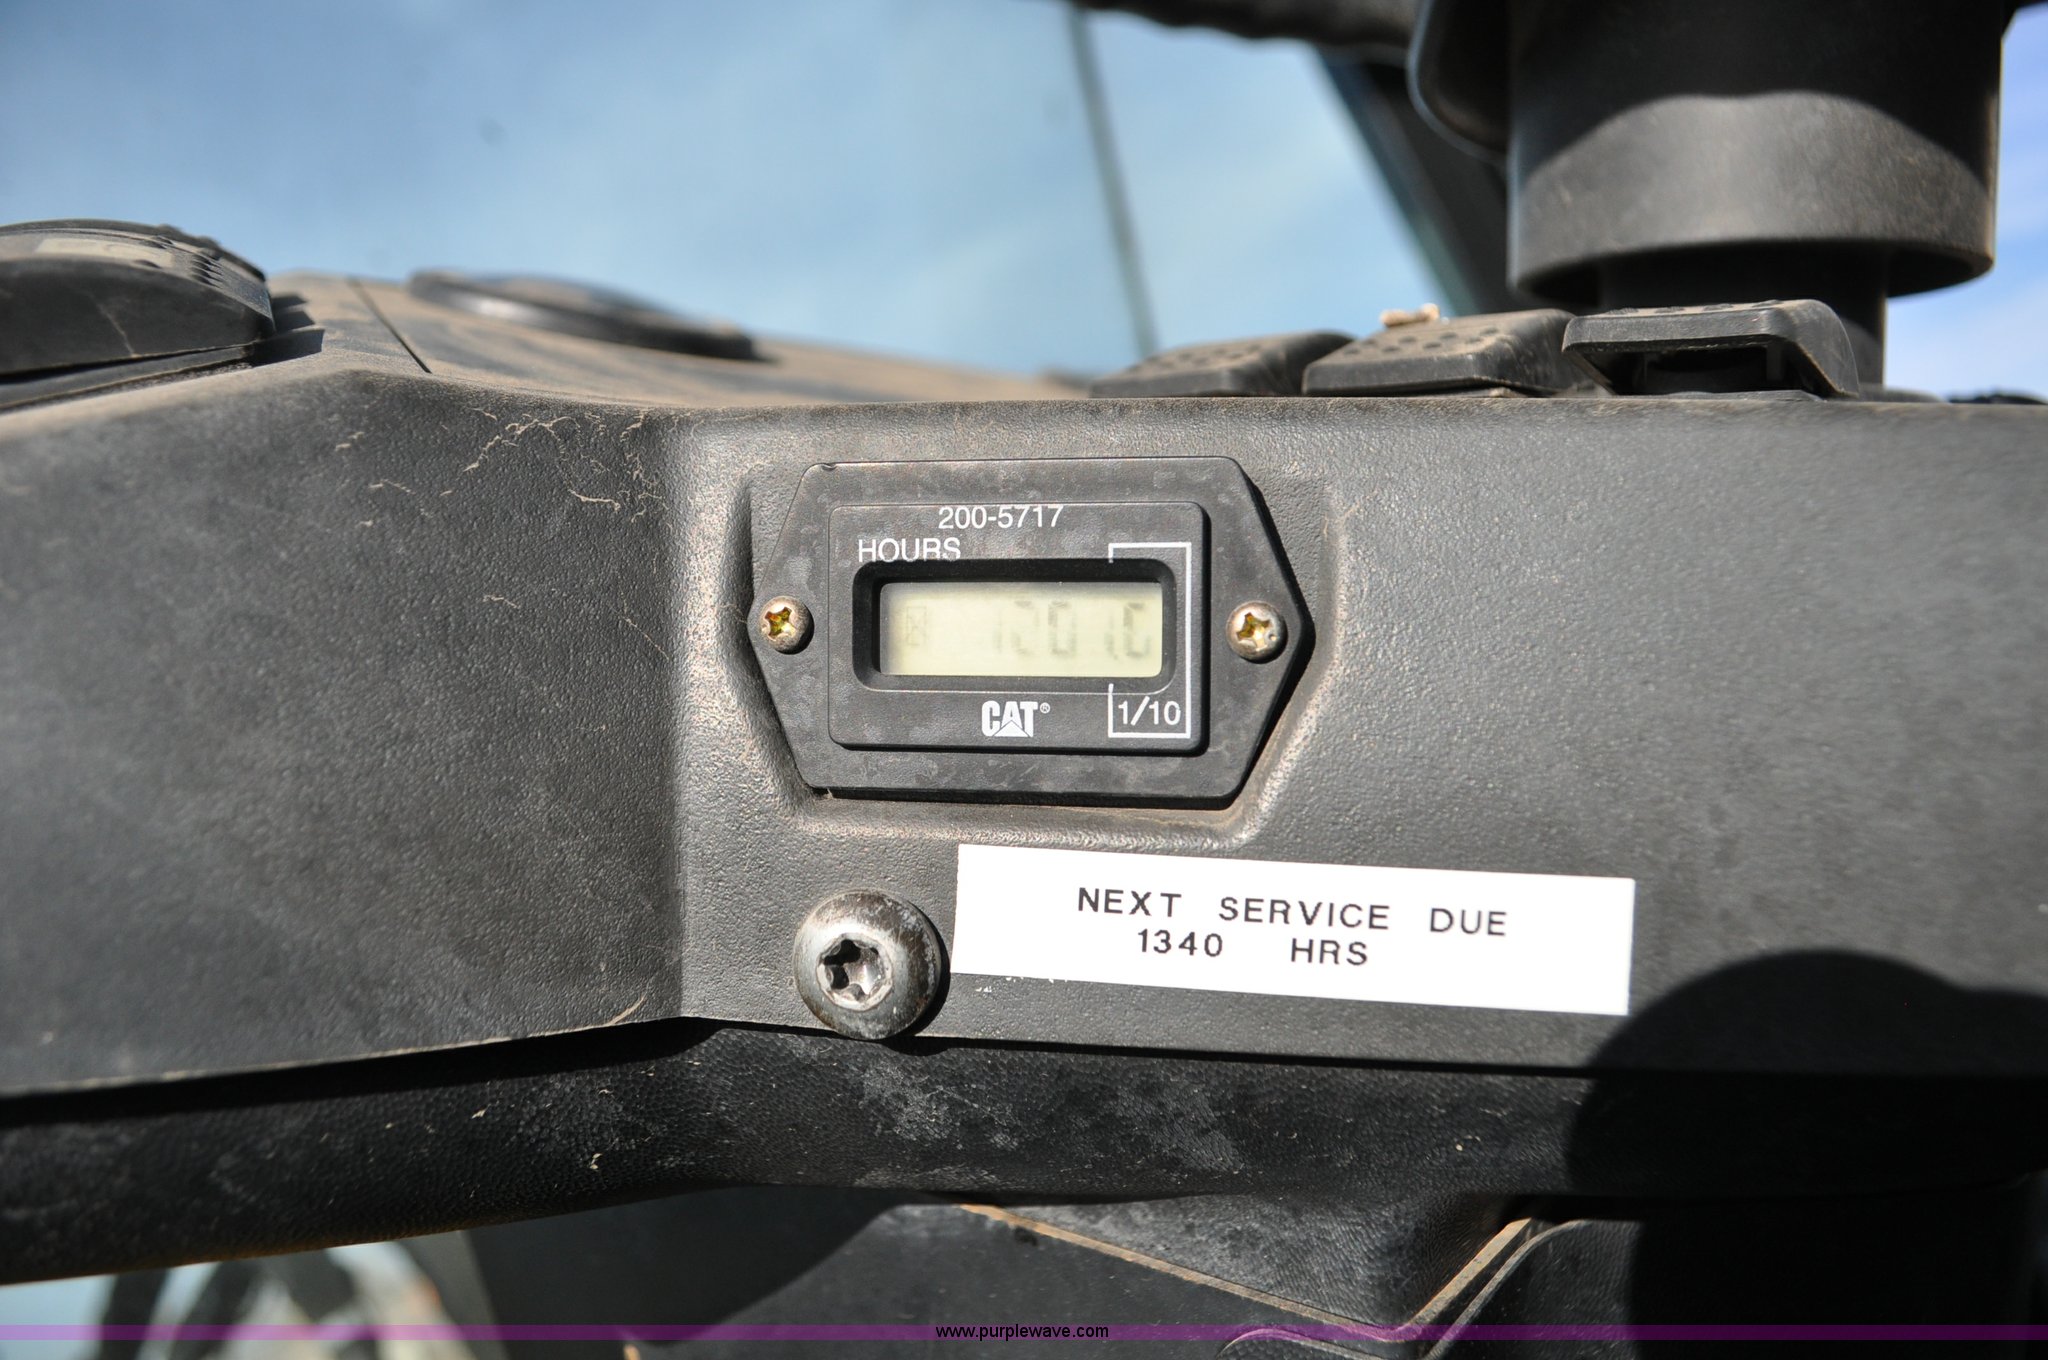 200-5717
HOURS
1201.0
CAT®
1/10
NEXT SERVICE DUE
1340 HRS
www.purplewave.com